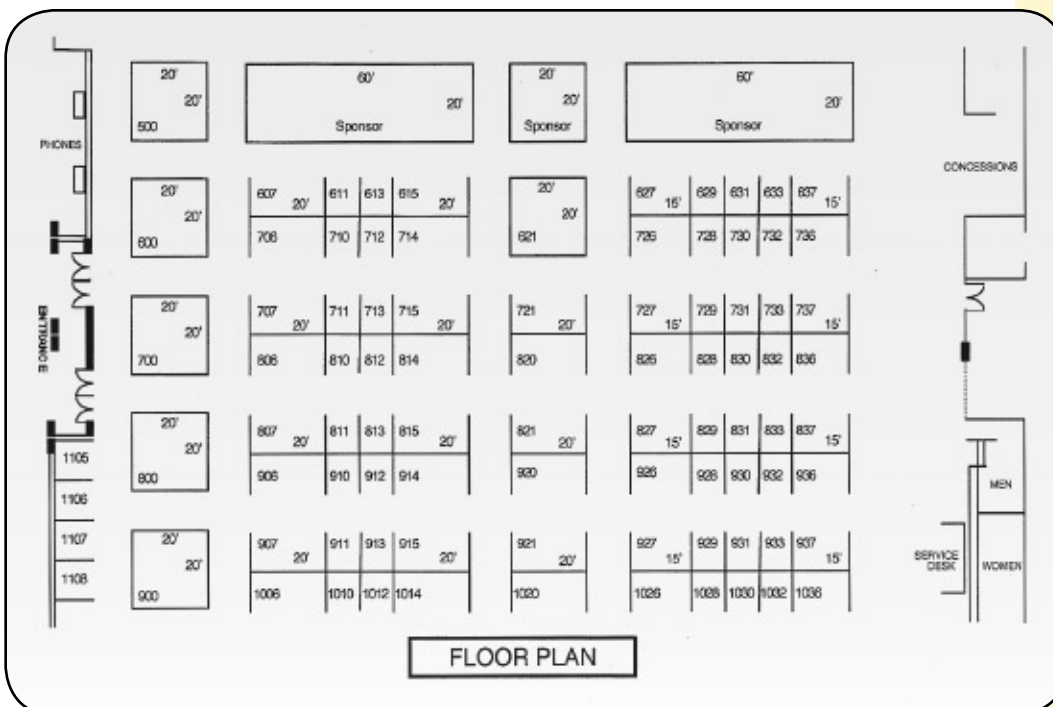 20' 60' 20' 60'
20' 20' 20' 20'
500 Sponsor Sponsor Sponsor
PHONES
CONCESSIONS
20' 607 611 613 615 20' 627 629 631 633 637
20' 20' 20' 20' 15'
600 706 710 712 714 621 726 728 730 732 736
20' 707 711 713 715 721 727 729 731 733 737
20' 20' 20' 20' 15' 15'
ENTRANCE
700 810 812 814 820 826 828 830 832 836
20' 807 811 813 815 821 827 829 831 833 837
20' 20' 20' 20' 15' 15'
1105
800 906 910 912 914 920 926 928 930 932 936
MEN
1106
20' 907 911 913 915 921 927 929 931 933 937
1107
20' 20' 20' 20' 15' 15'
SERVICE
DESK
WOMEN
1108
900 1006 1010 1012 1014 1020 1026 1028 1030 1032 1036
FLOOR PLAN